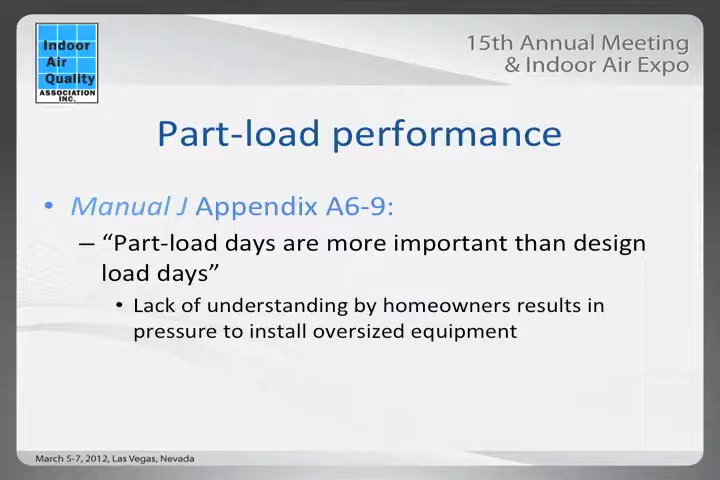 Indoor
Air
Quality
ASSOCIATION
INC.
15th Annual Meeting
& Indoor Air Expo
Part-load performance
• Manual J Appendix A6-9:
– “Part-load days are more important than design
load days”
• Lack of understanding by homeowners results in
pressure to install oversized equipment
March 5-7, 2012, Las Vegas, Nevada